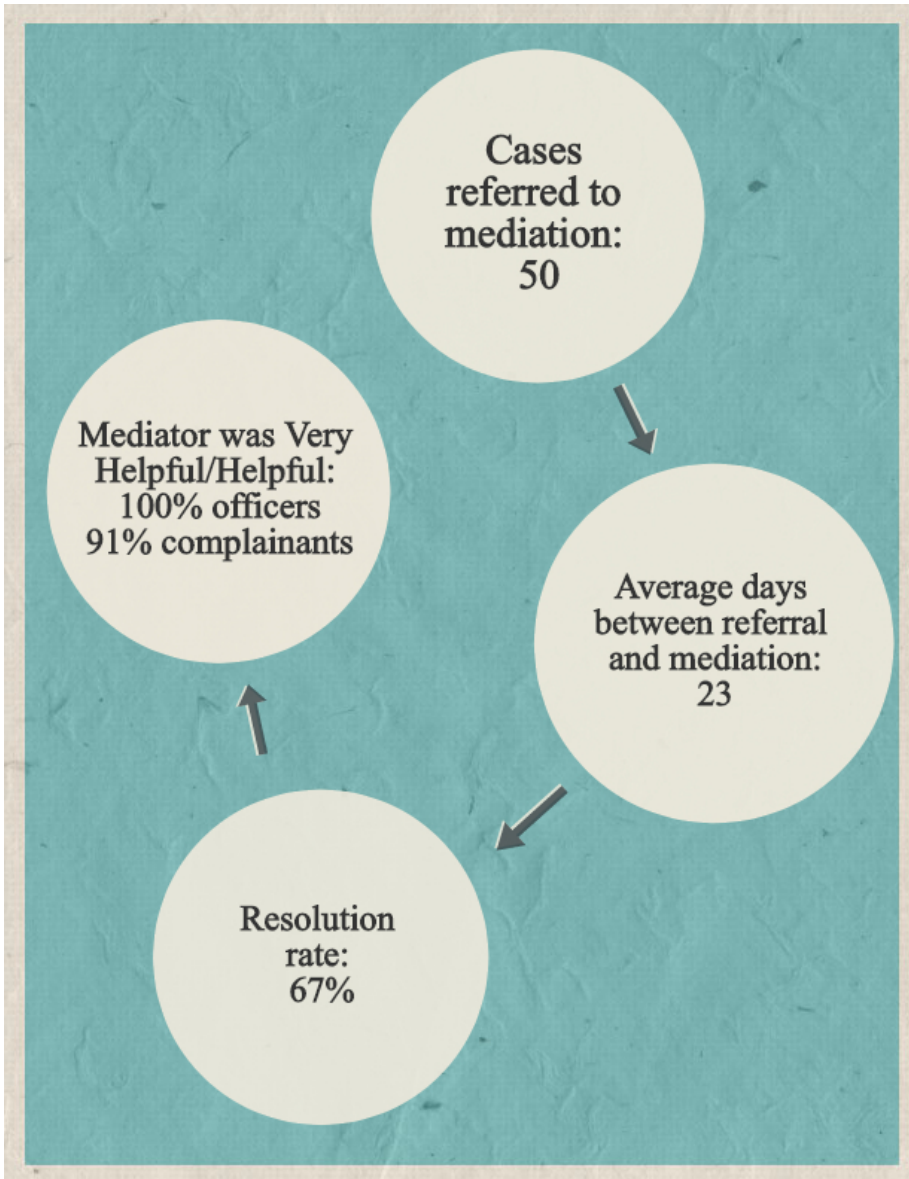 Cases
referred to
mediation:
50
Average days
between referral
and mediation:
23
Resolution
rate:
67%
Mediator was Very
Helpful/Helpful:
100% officers
91% complainants